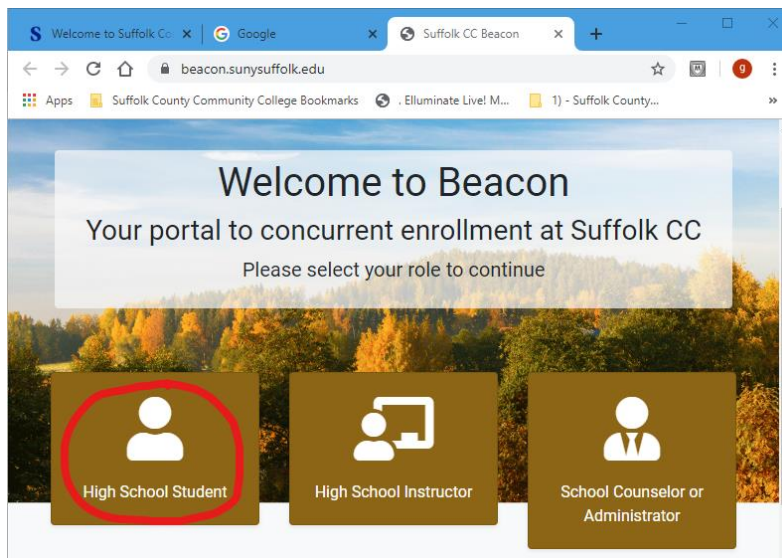 S Welcome to Suffolk Co
G Google
Suffolk CC Beacon
beacon.sunysuffolk.edu
g
Apps
Suffolk County Community College Bookmarks
. Elluminate Live! M...
1) - Suffolk County...
»
Welcome to Beacon
Your portal to concurrent enrollment at Suffolk CC
Please select your role to continue
High School Student
High School Instructor
School Counselor or
Administrator